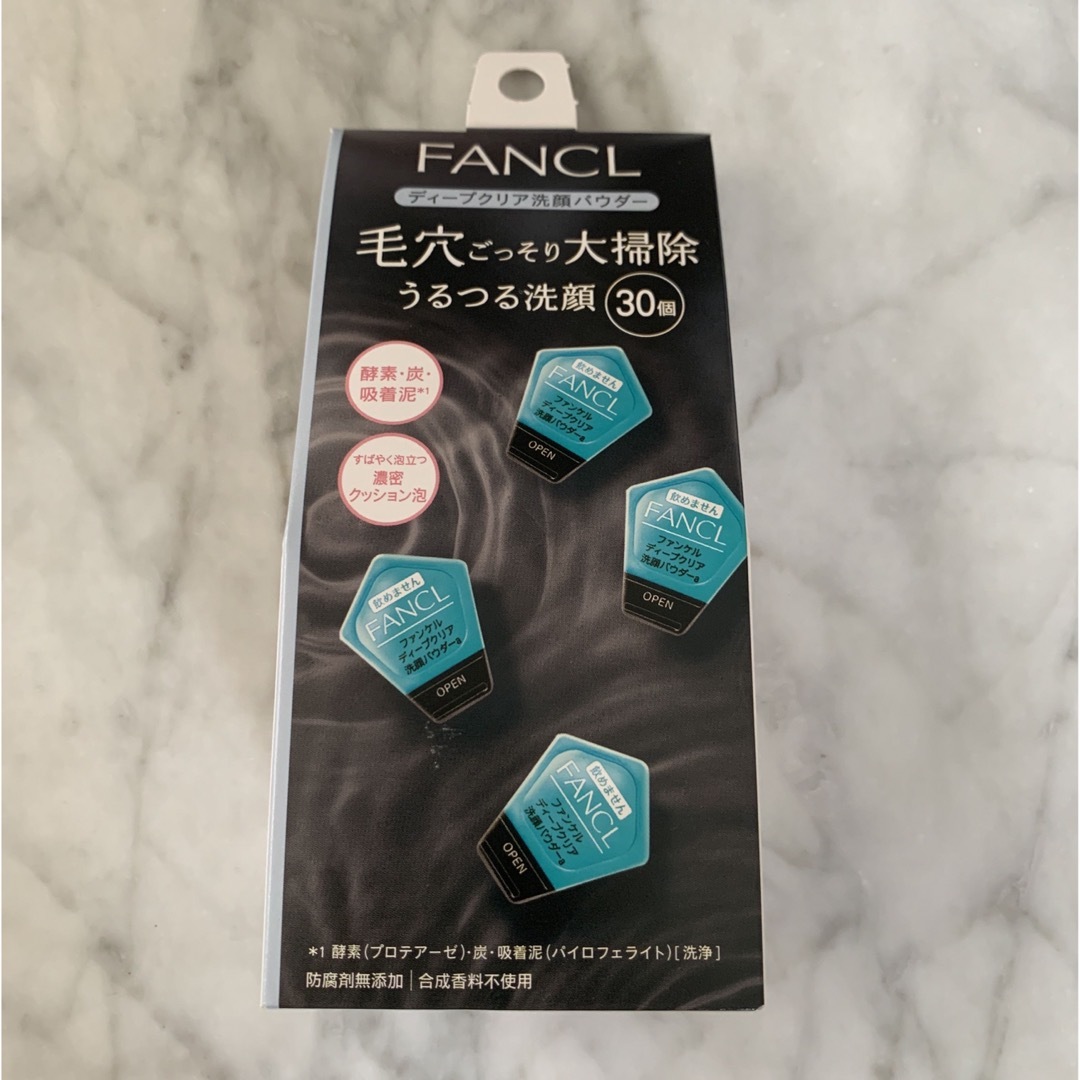 FANCL
ディープクリア洗顔パウダー
毛穴ごっそり大掃除
うるつる洗顔 30個
酵素・炭・
吸着泥*1
すばやく泡立つ
濃密
クッション泡
飲めません
FANCL
ファンケル
ディープクリア
洗顔パウダーa
OPEN
飲めません
FANCL
ファンケル
ディープクリア
洗顔パウダーa
OPEN
飲めません
FANCL
ファンケル
ディープクリア
洗顔パウダーa
OPEN
飲めません
FANCL
ファンケル
ディープクリア
洗顔パウダーa
OPEN
*1 酵素(プロテアーゼ)・炭・吸着泥(パイロフェライト)[洗浄]
防腐剤無添加|合成香料不使用